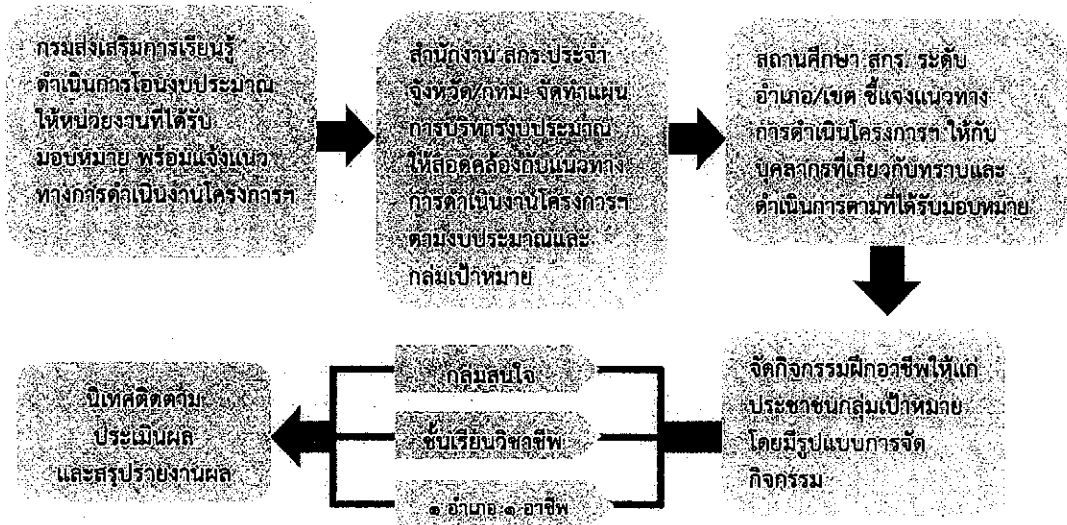 กรมส่งเสริมการเรียนรู้
ดำเนินการโอนงบประมาณ
ให้หน่วยงานที่ได้รับ
มอบหมาย พร้อมแจ้งแนว
ทางการดำเนินงานโครงการฯ
สำนักงาน สกร.ประจำ
จังหวัด/กทม. จัดทำแผน
การบริหารงบประมาณ
ให้สอดคล้องกับแนวทาง
การดำเนินงานโครงการฯ
ตามงบประมาณและ
กลุ่มเป้าหมาย
สถานศึกษา สกร. ระดับ
อำเภอ/เขต ชี้แจงแนวทาง
การดำเนินโครงการฯ ให้กับ
บุคลากรที่เกี่ยวกับทราบและ
ดำเนินการตามที่ได้รับมอบหมาย
จัดกิจกรรมฝึกอาชีพให้แก่
ประชาชนกลุ่มเป้าหมาย
โดยมีรูปแบบการจัด
กิจกรรม
กลุ่มสนใจ
ชั้นเรียนวิชาชีพ
๑ อำเภอ ๑ อาชีพ
นิเทศติดตาม
ประเมินผล
และสรุปรายงานผล